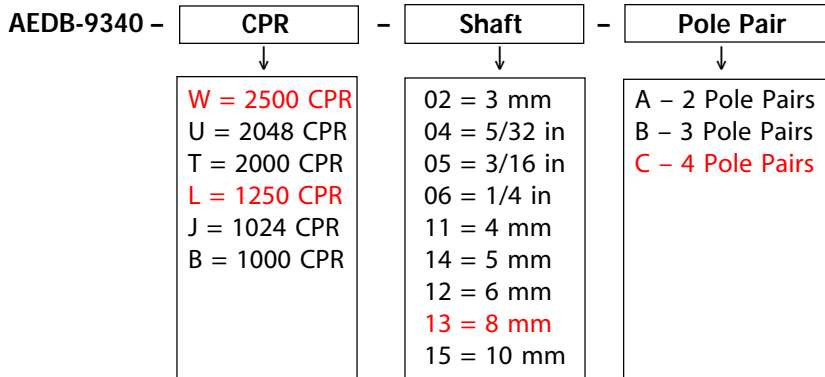 AEDB-9340 – CPR – Shaft – Pole Pair
W = 2500 CPR
U = 2048 CPR
T = 2000 CPR
L = 1250 CPR
J = 1024 CPR
B = 1000 CPR
02 = 3 mm
04 = 5/32 in
05 = 3/16 in
06 = 1/4 in
11 = 4 mm
14 = 5 mm
12 = 6 mm
13 = 8 mm
15 = 10 mm
A – 2 Pole Pairs
B – 3 Pole Pairs
C – 4 Pole Pairs